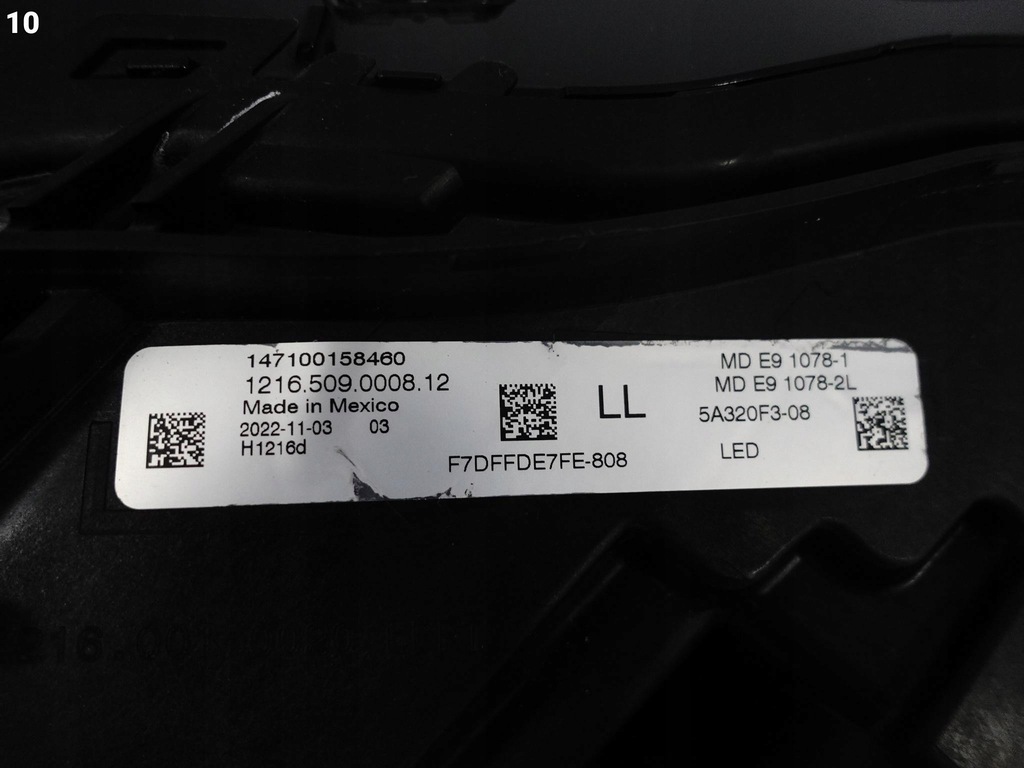 10
147100158460
1216.509.0008.12
Made in Mexico
2022-11-03 03
H1216d
LL
F7DFFDE7FE-808
MD E9 1078-1
MD E9 1078-2L
5A320F3-08
LED